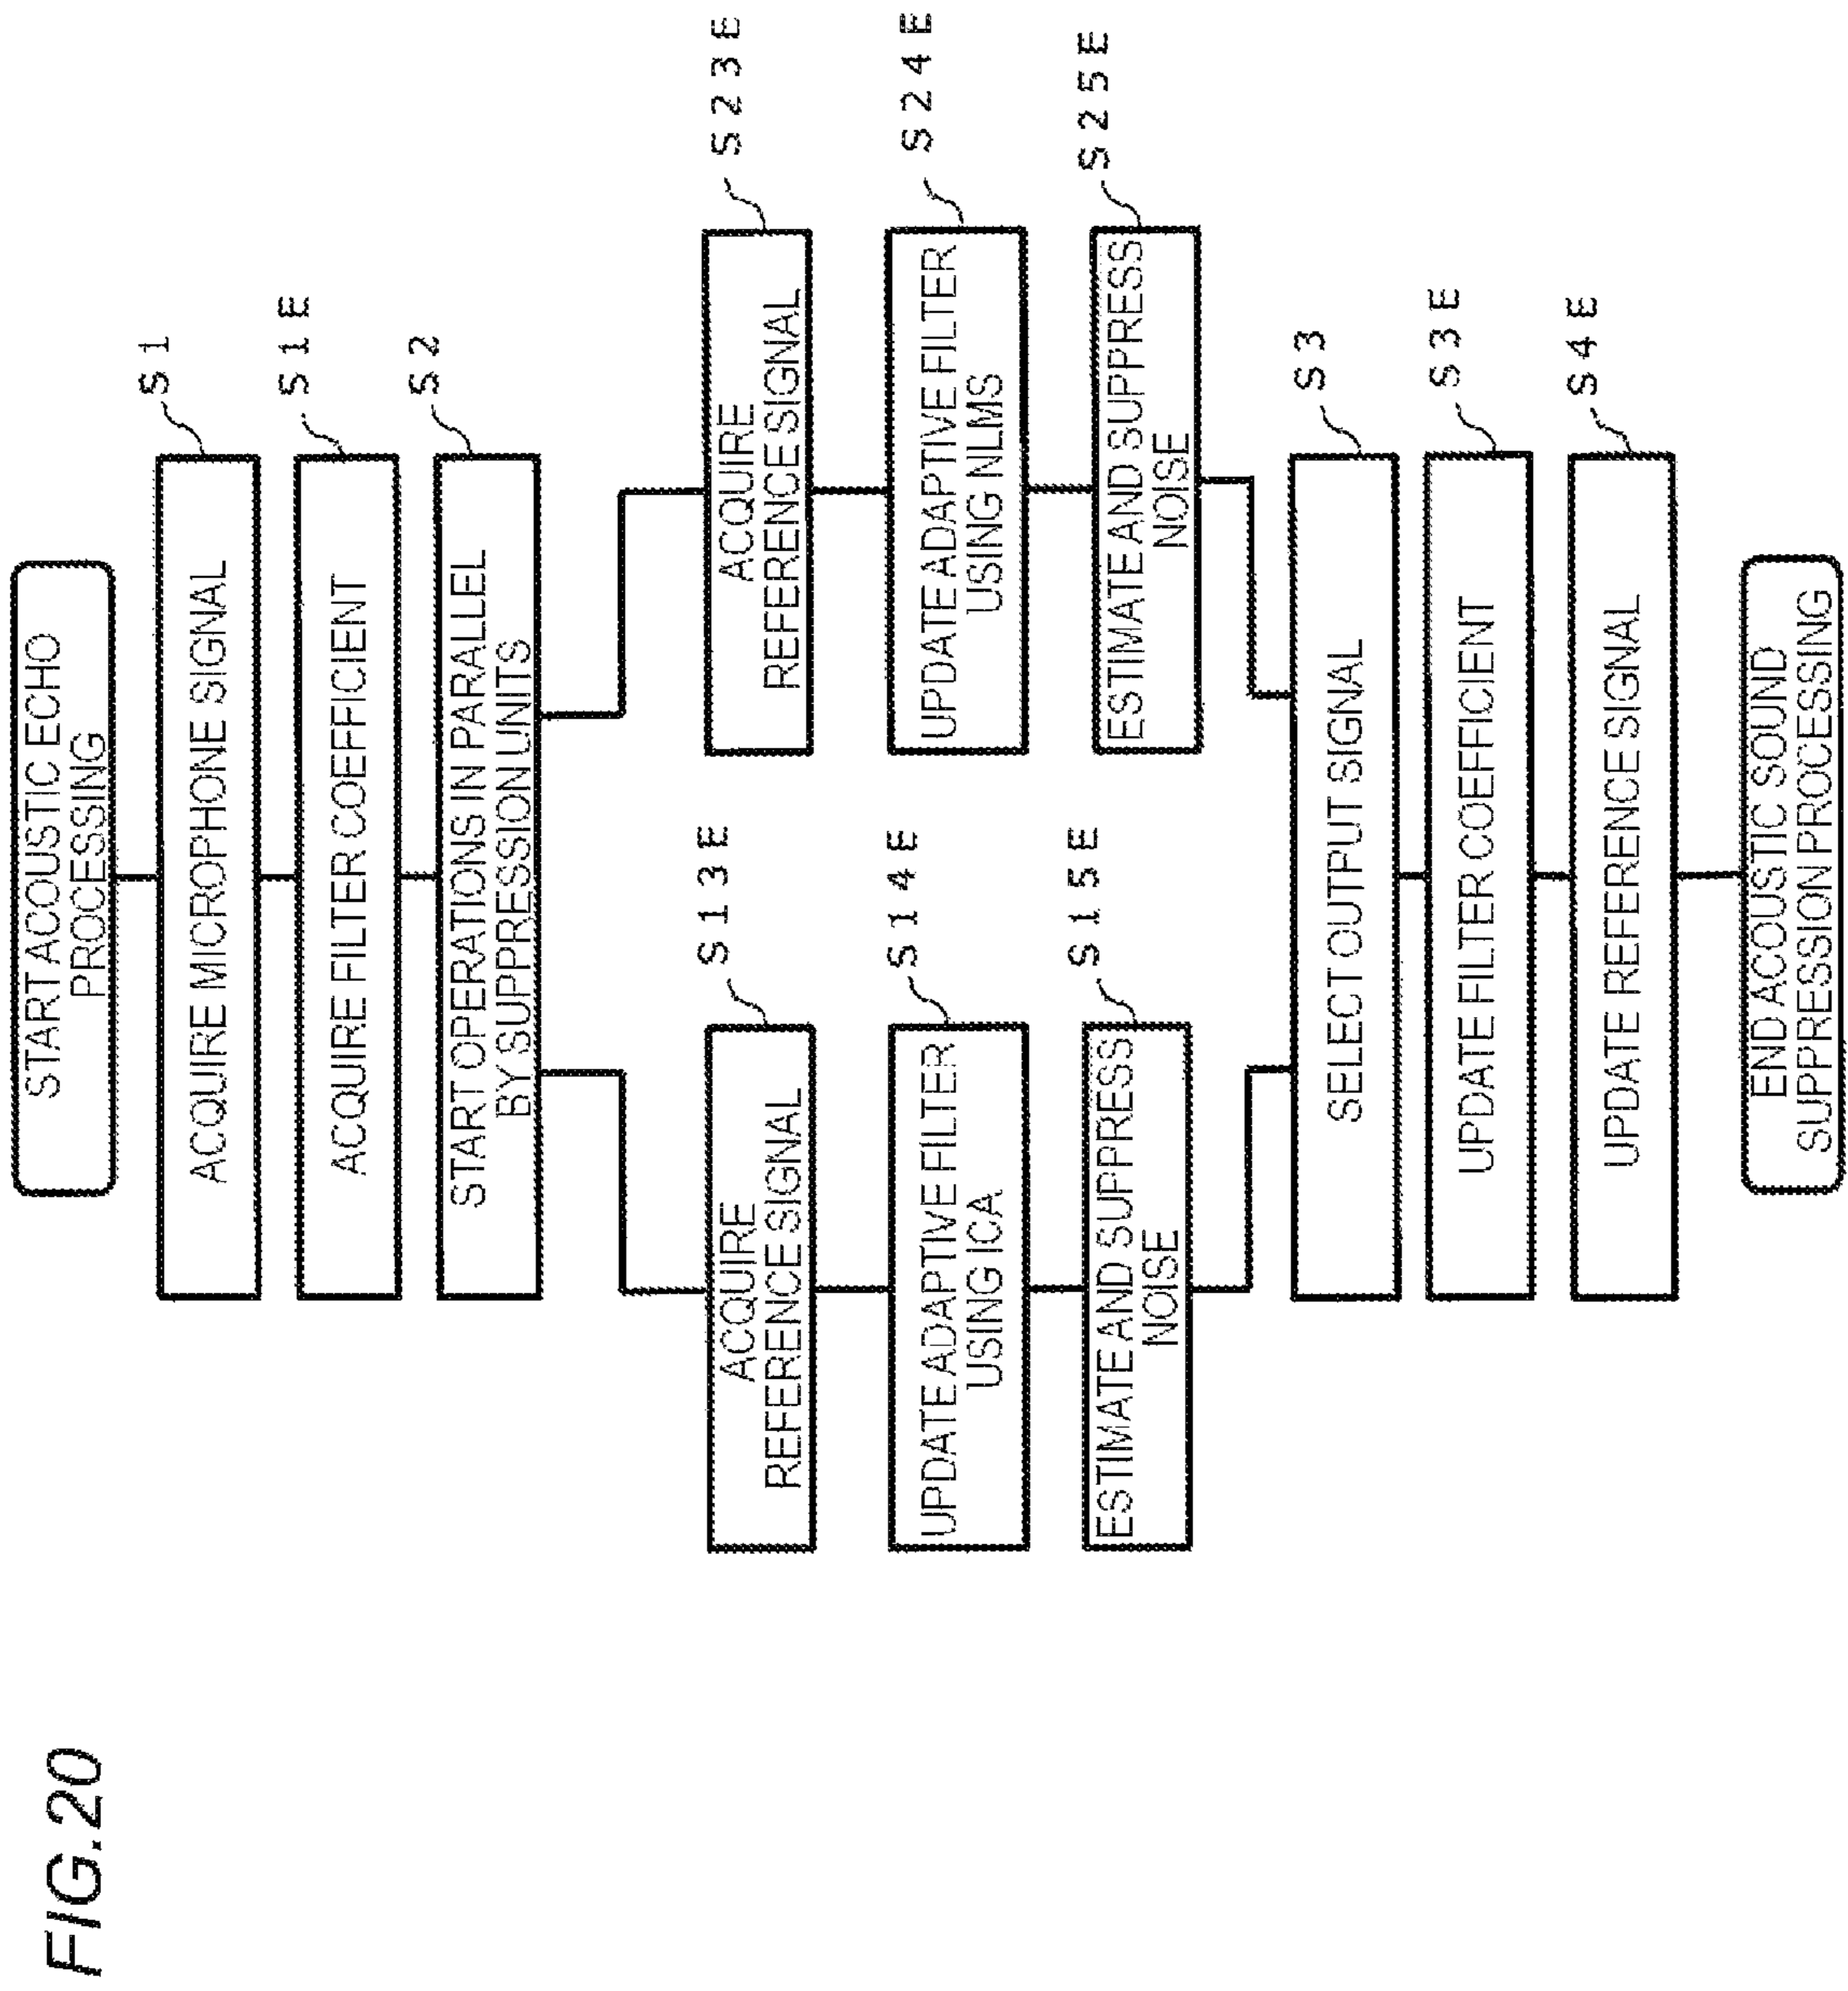 FIG.20
START ACOUSTIC ECHO
PROCESSING
S1
ACQUIRE MICROPHONE SIGNAL
S1E
ACQUIRE FILTER COEFFICIENT
S2
START OPERATIONS IN PARALLEL
BY SUPPRESSION UNITS
S13E
ACQUIRE
REFERENCE SIGNAL
S14E
UPDATE ADAPTIVE FILTER
USING ICA
S15E
ESTIMATE AND SUPPRESS
NOISE
S23E
ACQUIRE
REFERENCE SIGNAL
S24E
UPDATE ADAPTIVE FILTER
USING NLMS
S25E
ESTIMATE AND SUPPRESS
NOISE
S3
SELECT OUTPUT SIGNAL
S3E
UPDATE FILTER COEFFICIENT
S4E
UPDATE REFERENCE SIGNAL
END ACOUSTIC SOUND
SUPPRESSION PROCESSING